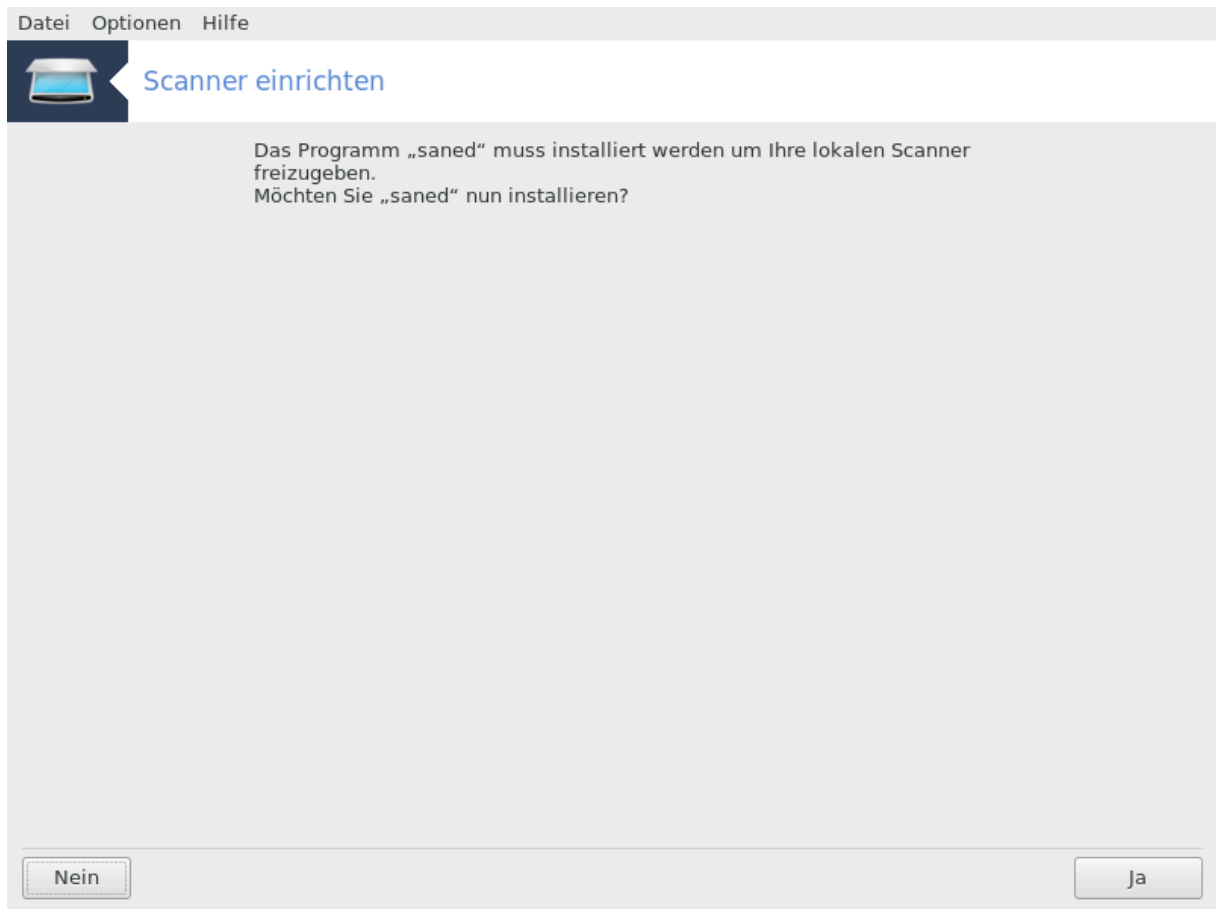 Datei Optionen Hilfe
Scanner einrichten
Das Programm „saned“ muss installiert werden um Ihre lokalen Scanner
freizugeben.
Möchten Sie „saned“ nun installieren?
Nein Ja